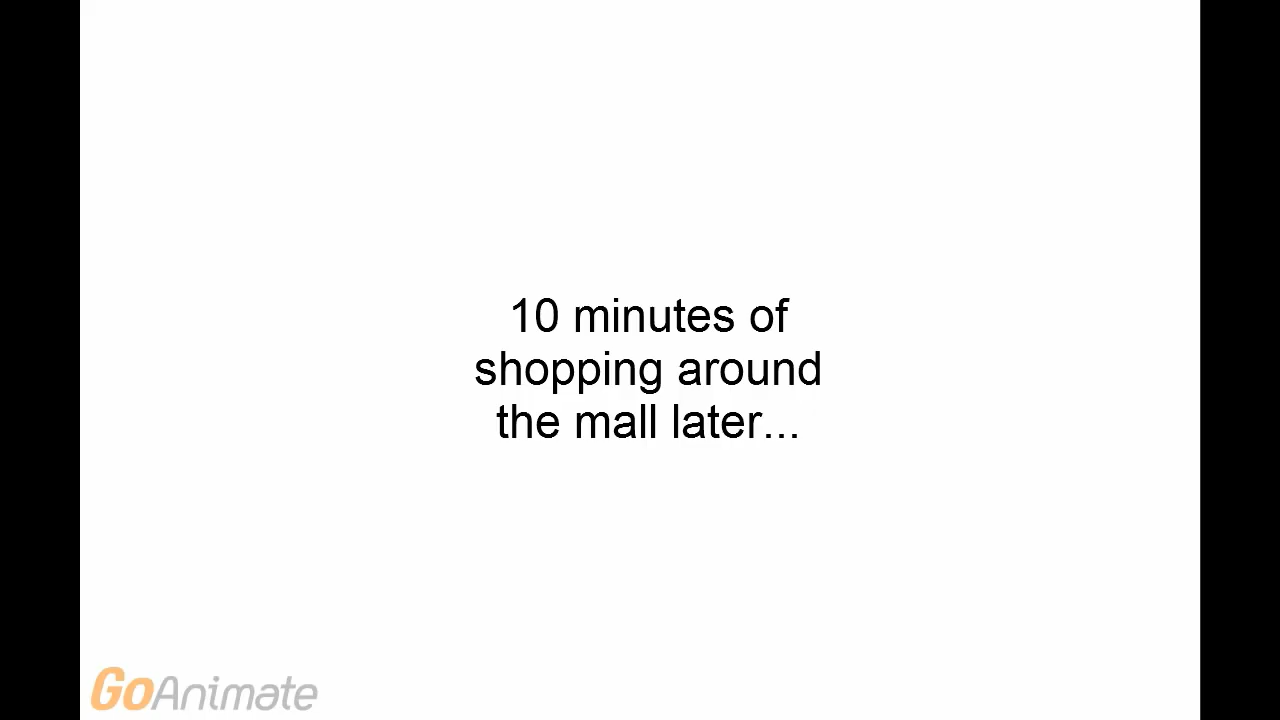 10 minutes of
shopping around
the mall later...
GoAnimate